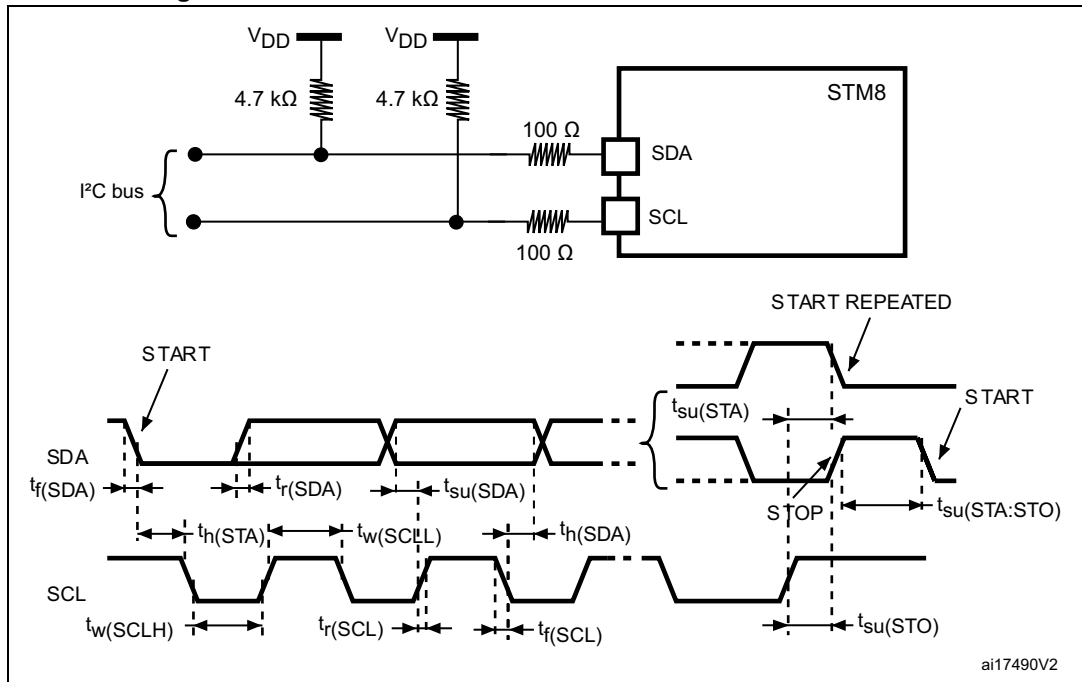 VDD VDD
4.7 kΩ 4.7 kΩ
STM8
100 Ω
SDA
I²C bus
SCL
100 Ω
START REPEATED
START
START
tsu(STA)
SDA
tf(SDA) tr(SDA) tsu(SDA)
STOP tsu(STA:STO)
th(STA) tw(SCLL) th(SDA)
SCL
tw(SCLH) tr(SCL) tf(SCL) tsu(STO)
ai17490V2